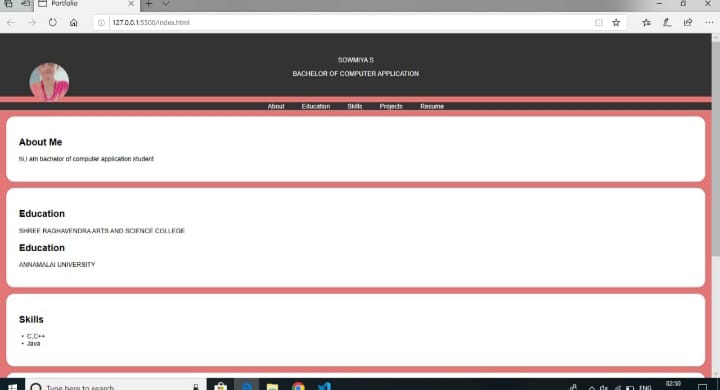 Portfolio
127.0.0.1:5500/index.html
SOWMIYA S
BACHELOR OF COMPUTER APPLICATION
About Education Skills Projects Resume
About Me
hi,I am bachelor of computer application student
Education
SHREE RAGHAVENDRA ARTS AND SCIENCE COLLEGE
Education
ANNAMALAI UNIVERSITY
Skills
C,C++
Java
Type here to search
ENG
02:50